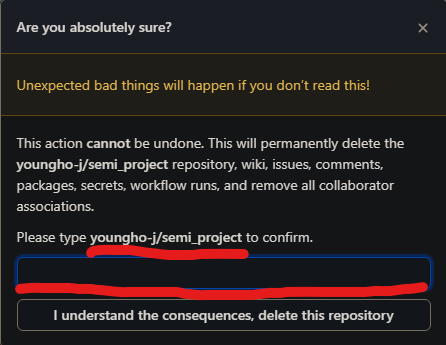 Are you absolutely sure?
Unexpected bad things will happen if you don’t read this!
This action cannot be undone. This will permanently delete the
youngho-j/semi_project repository, wiki, issues, comments,
packages, secrets, workflow runs, and remove all collaborator
associations.
Please type youngho-j/semi_project to confirm.
I understand the consequences, delete this repository